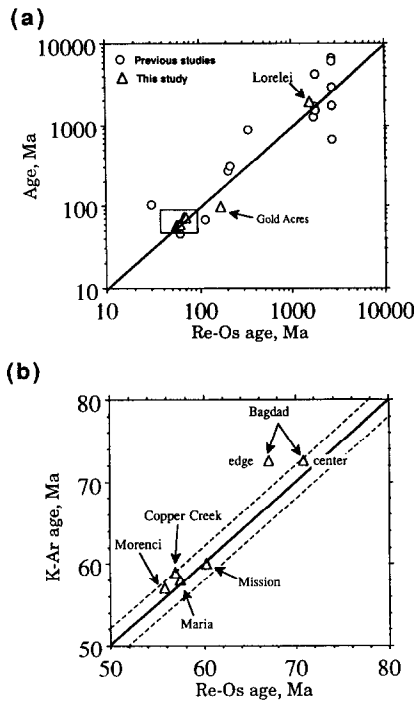 (a)
10000
1000
100
10
Age, Ma
Previous studies
This study
Lorelei
Gold Acres
10 100 1000 10000
Re-Os age, Ma
(b)
80
70
60
50
K-Ar age, Ma
Bagdad
edge center
Copper Creek
Morenci
Mission
Maria
50 60 70 80
Re-Os age, Ma